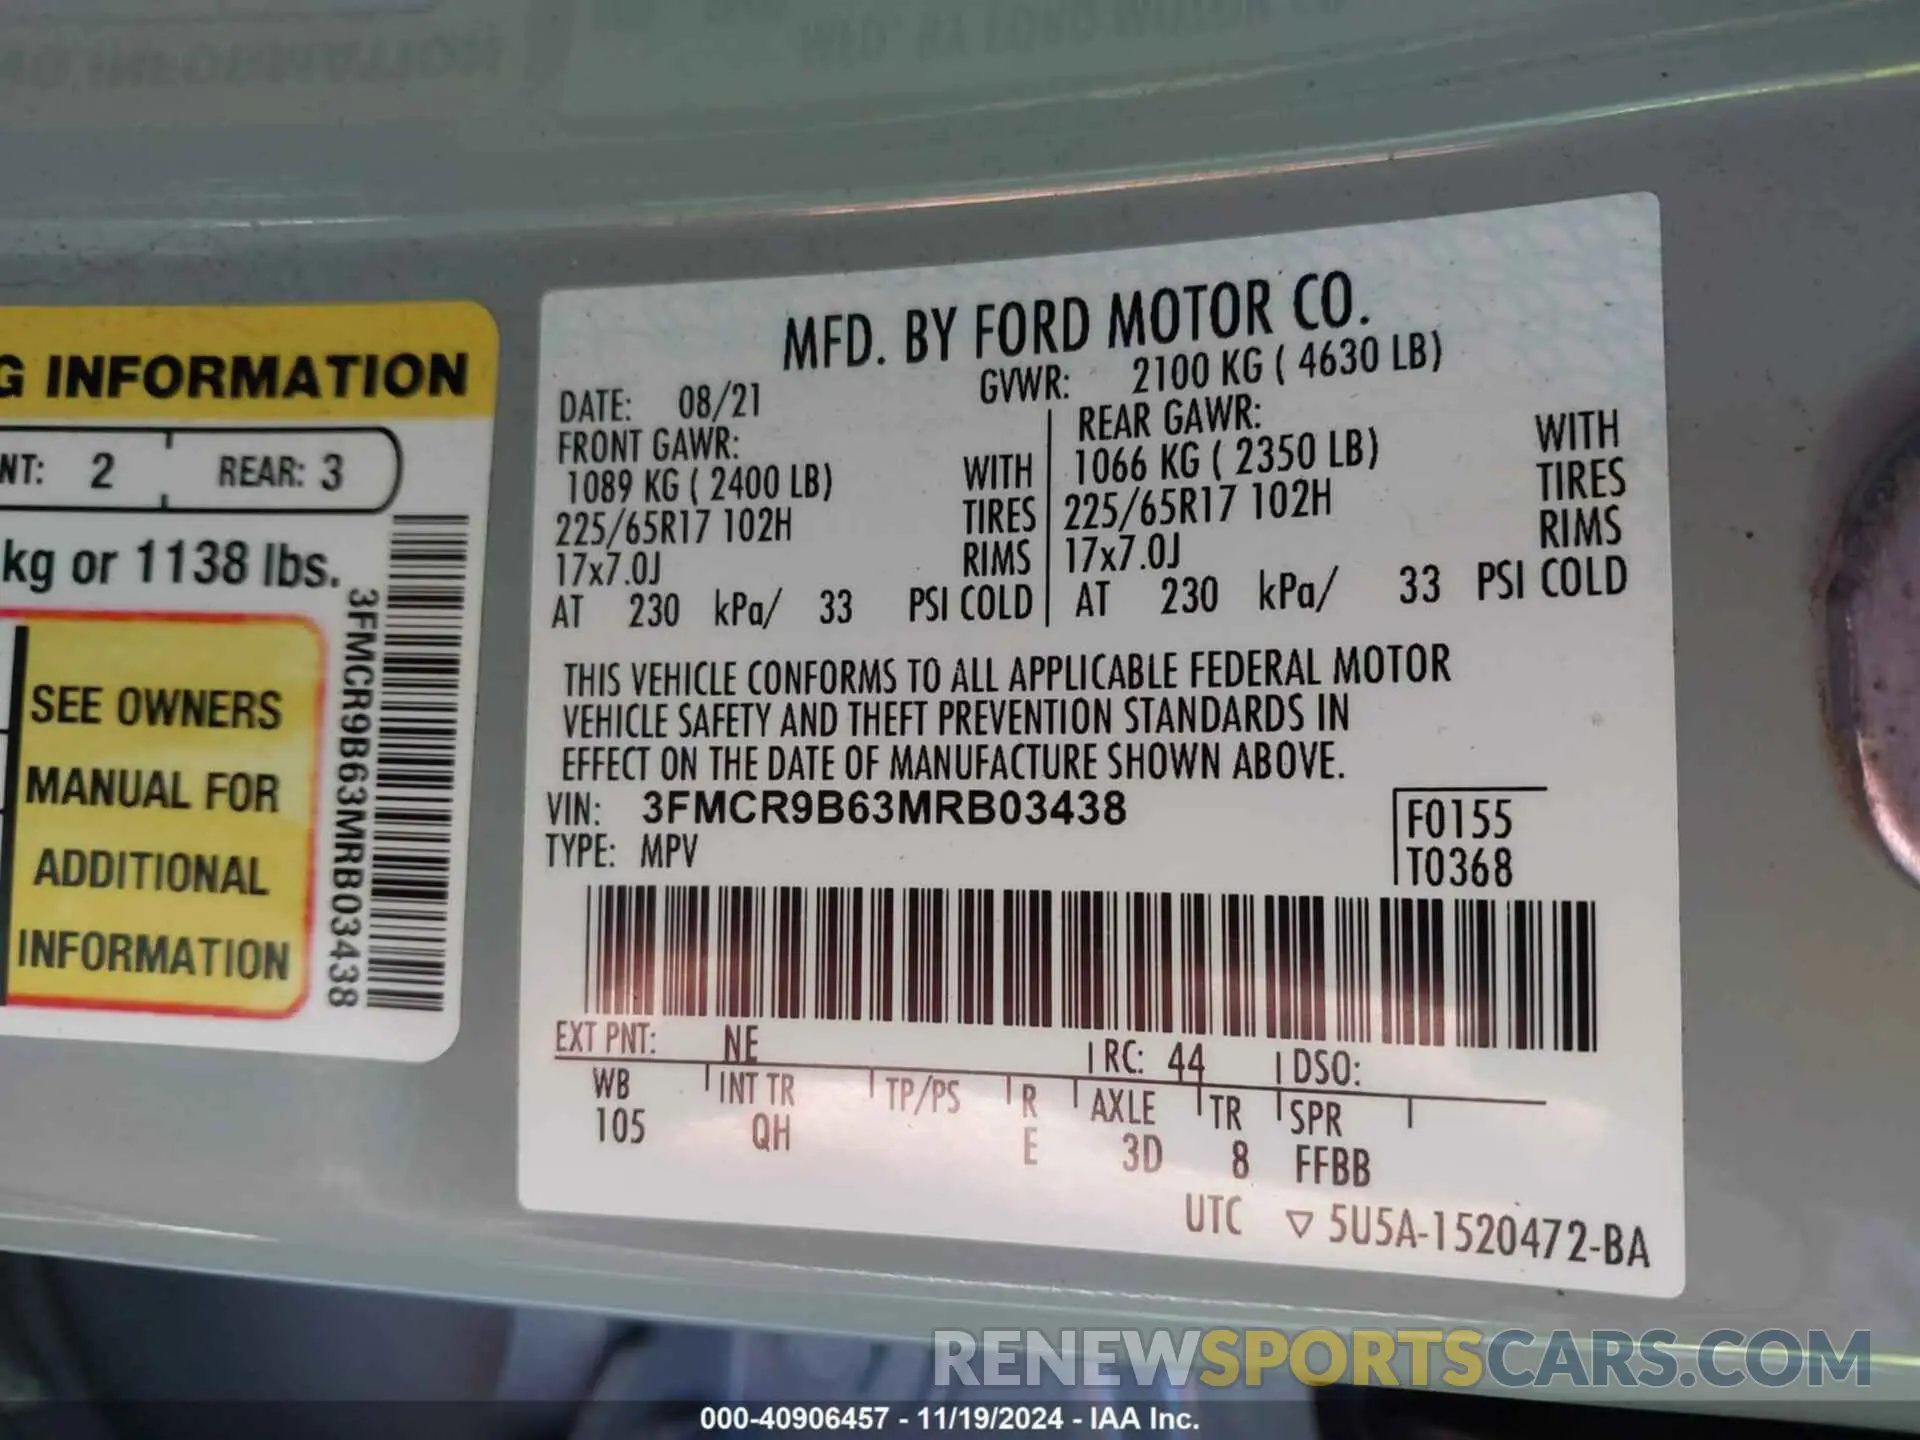 G INFORMATION
NT: 2 REAR: 3
kg or 1138 lbs.
SEE OWNERS
MANUAL FOR
ADDITIONAL
INFORMATION
3FMCR9B63MRB03438
MFD. BY FORD MOTOR CO.
DATE: 08/21 GVWR: 2100 KG ( 4630 LB)
FRONT GAWR: REAR GAWR:
1089 KG ( 2400 LB) WITH 1066 KG ( 2350 LB) WITH
225/65R17 102H TIRES 225/65R17 102H TIRES
17x7.0J RIMS 17x7.0J RIMS
AT 230 kPa/ 33 PSI COLD AT 230 kPa/ 33 PSI COLD
THIS VEHICLE CONFORMS TO ALL APPLICABLE FEDERAL MOTOR
VEHICLE SAFETY AND THEFT PREVENTION STANDARDS IN
EFFECT ON THE DATE OF MANUFACTURE SHOWN ABOVE.
VIN: 3FMCR9B63MRB03438 F0155
TYPE: MPV T0368
EXT PNT: NE RC: 44 DSO:
WB INT TR TP/PS R AXLE TR SPR
105 QH E 3D 8 FFBB
UTC ▽ 5U5A-1520472-BA
RENEWSPORTSCARS.COM
000-40906457 - 11/19/2024 - IAA Inc.